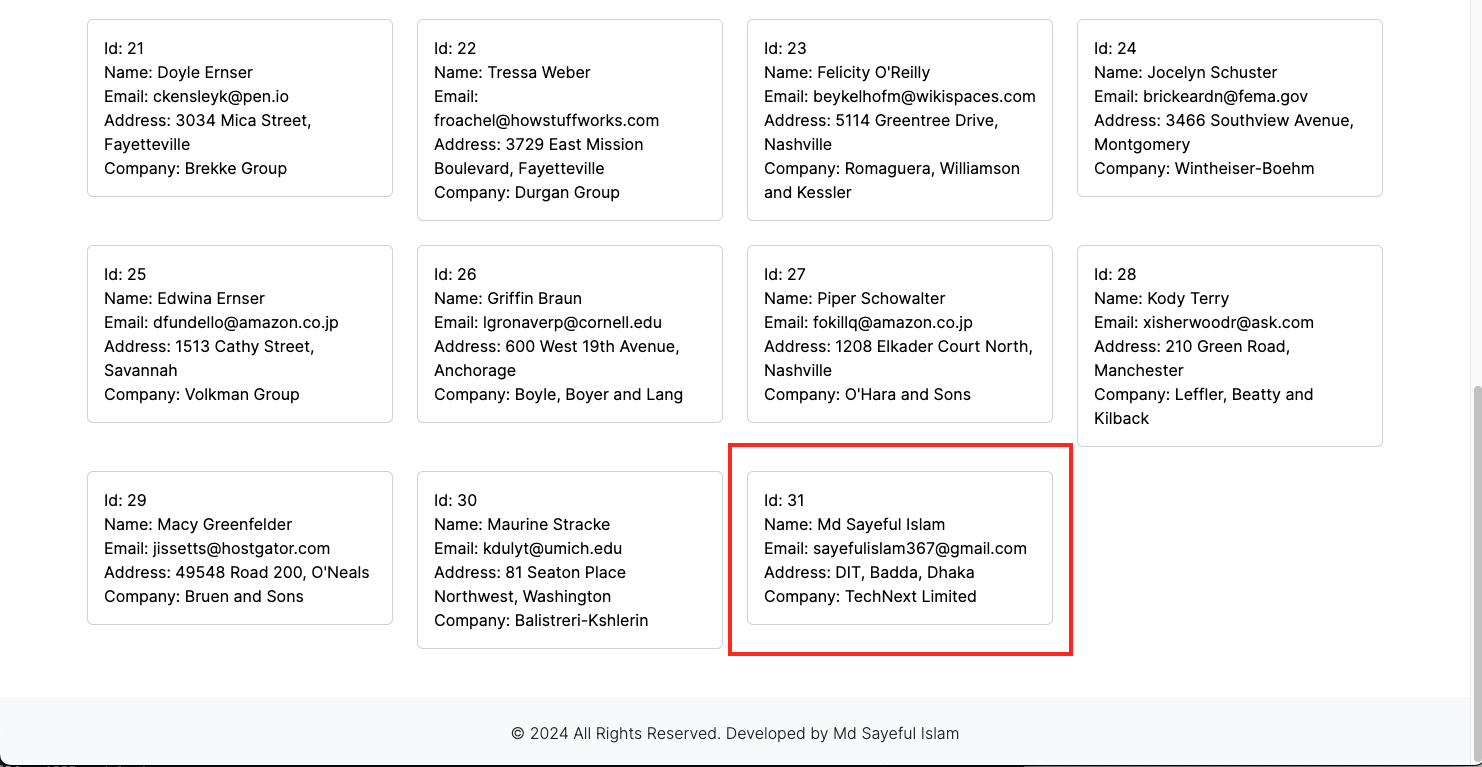 Id: 21
Name: Doyle Ernser
Email: ckensleyk@pen.io
Address: 3034 Mica Street,
Fayetteville
Company: Brekke Group
Id: 22
Name: Tressa Weber
Email:
froachel@howstuffworks.com
Address: 3729 East Mission
Boulevard, Fayetteville
Company: Durgan Group
Id: 23
Name: Felicity O'Reilly
Email: beykelhofm@wikispaces.com
Address: 5114 Greentree Drive,
Nashville
Company: Romaguera, Williamson
and Kessler
Id: 24
Name: Jocelyn Schuster
Email: brickeardn@fema.gov
Address: 3466 Southview Avenue,
Montgomery
Company: Wintheiser-Boehm
Id: 25
Name: Edwina Ernser
Email: dfundello@amazon.co.jp
Address: 1513 Cathy Street,
Savannah
Company: Volkman Group
Id: 26
Name: Griffin Braun
Email: lgronaverp@cornell.edu
Address: 600 West 19th Avenue,
Anchorage
Company: Boyle, Boyer and Lang
Id: 27
Name: Piper Schowalter
Email: fokillq@amazon.co.jp
Address: 1208 Elkader Court North,
Nashville
Company: O'Hara and Sons
Id: 28
Name: Kody Terry
Email: xisherwoodr@ask.com
Address: 210 Green Road,
Manchester
Company: Leffler, Beatty and
Kilback
Id: 29
Name: Macy Greenfelder
Email: jissetts@hostgator.com
Address: 49548 Road 200, O'Neals
Company: Bruen and Sons
Id: 30
Name: Maurine Stracke
Email: kdulyt@umich.edu
Address: 81 Seaton Place
Northwest, Washington
Company: Balistreri-Kshlerin
Id: 31
Name: Md Sayeful Islam
Email: sayefulislam367@gmail.com
Address: DIT, Badda, Dhaka
Company: TechNext Limited
© 2024 All Rights Reserved. Developed by Md Sayeful Islam